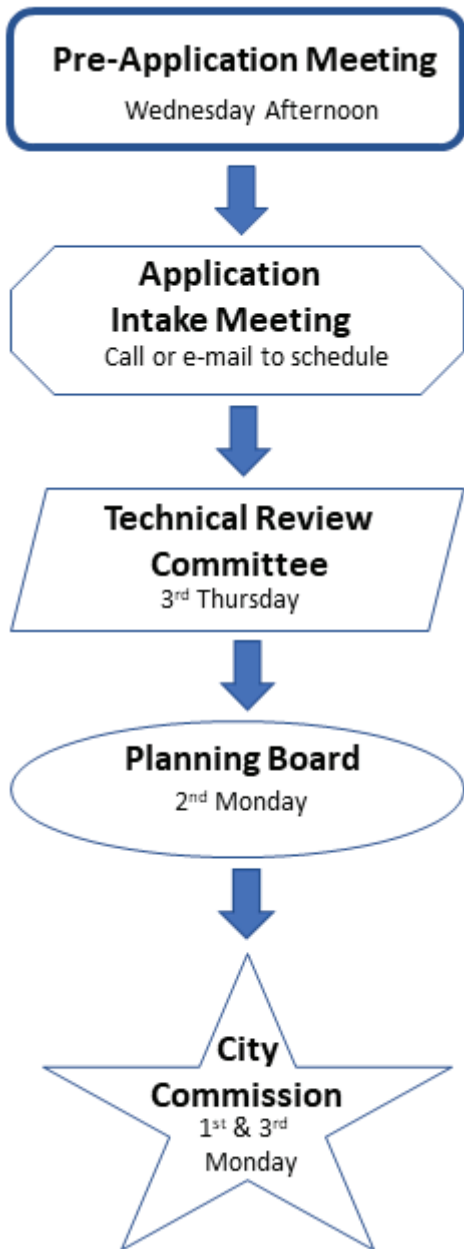 Pre-Application Meeting
Wednesday Afternoon
Application
Intake Meeting
Call or e-mail to schedule
Technical Review
Committee
3rd Thursday
Planning Board
2nd Monday
City
Commission
1st & 3rd
Monday